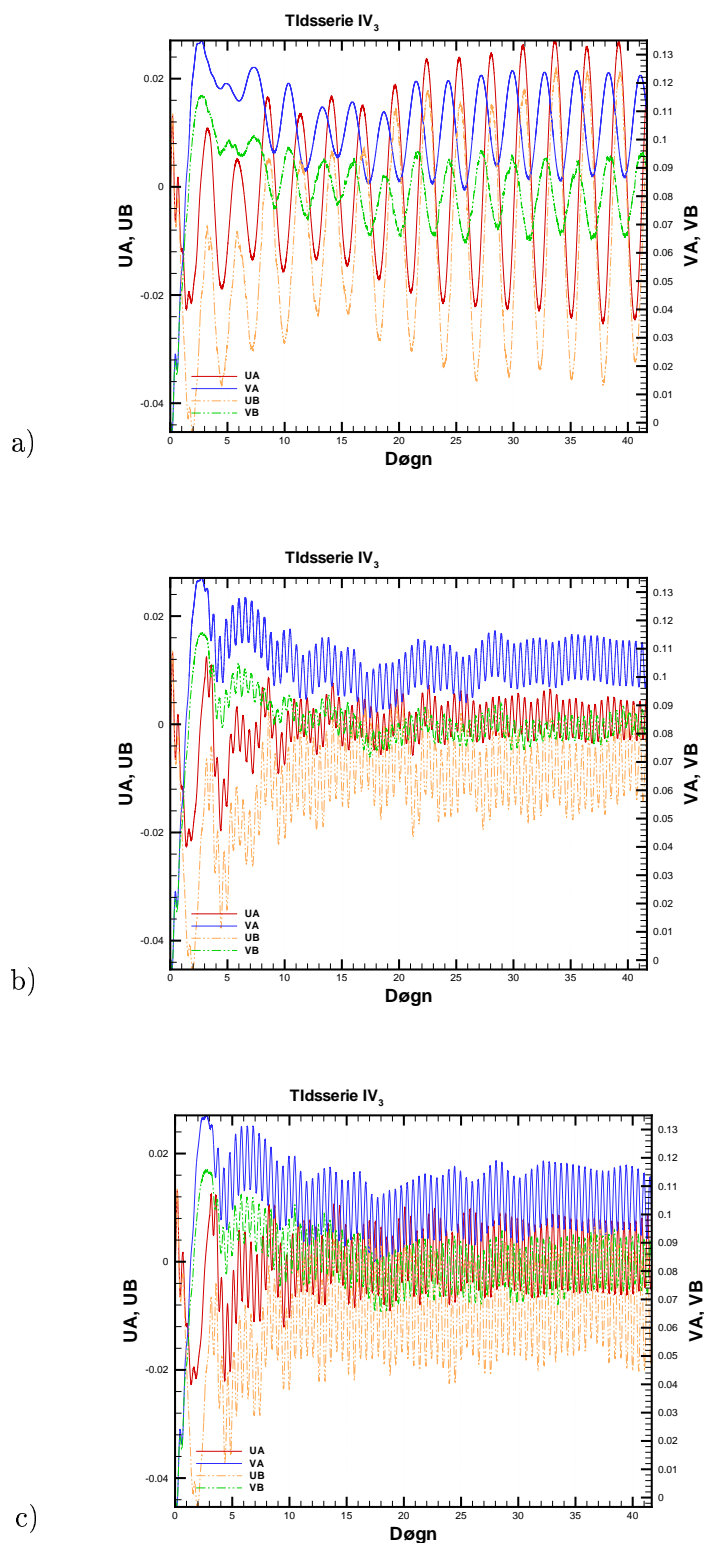 TIdsserie IV3
0.02
0
-0.02
-0.04
UA, UB
0.13
0.12
0.11
0.1
0.09
0.08
0.07
0.06
0.05
0.04
0.03
0.02
0.01
0
VA, VB
UA
VA
UB
VB
0 5 10 15 20 25 30 35 40
Døgn
a)
TIdsserie IV3
0.02
0
-0.02
-0.04
UA, UB
0.13
0.12
0.11
0.1
0.09
0.08
0.07
0.06
0.05
0.04
0.03
0.02
0.01
0
VA, VB
UA
VA
UB
VB
0 5 10 15 20 25 30 35 40
Døgn
b)
TIdsserie IV3
0.02
0
-0.02
-0.04
UA, UB
0.13
0.12
0.11
0.1
0.09
0.08
0.07
0.06
0.05
0.04
0.03
0.02
0.01
0
VA, VB
UA
VA
UB
VB
0 5 10 15 20 25 30 35 40
Døgn
c)